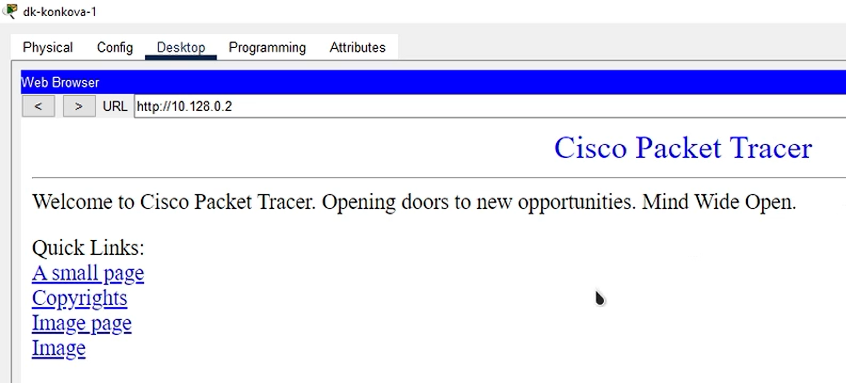 dk-konkova-1
Physical Config Desktop Programming Attributes
Web Browser
< > URL http://10.128.0.2
Cisco Packet Tracer
Welcome to Cisco Packet Tracer. Opening doors to new opportunities. Mind Wide Open.
Quick Links:
A small page
Copyrights
Image page
Image